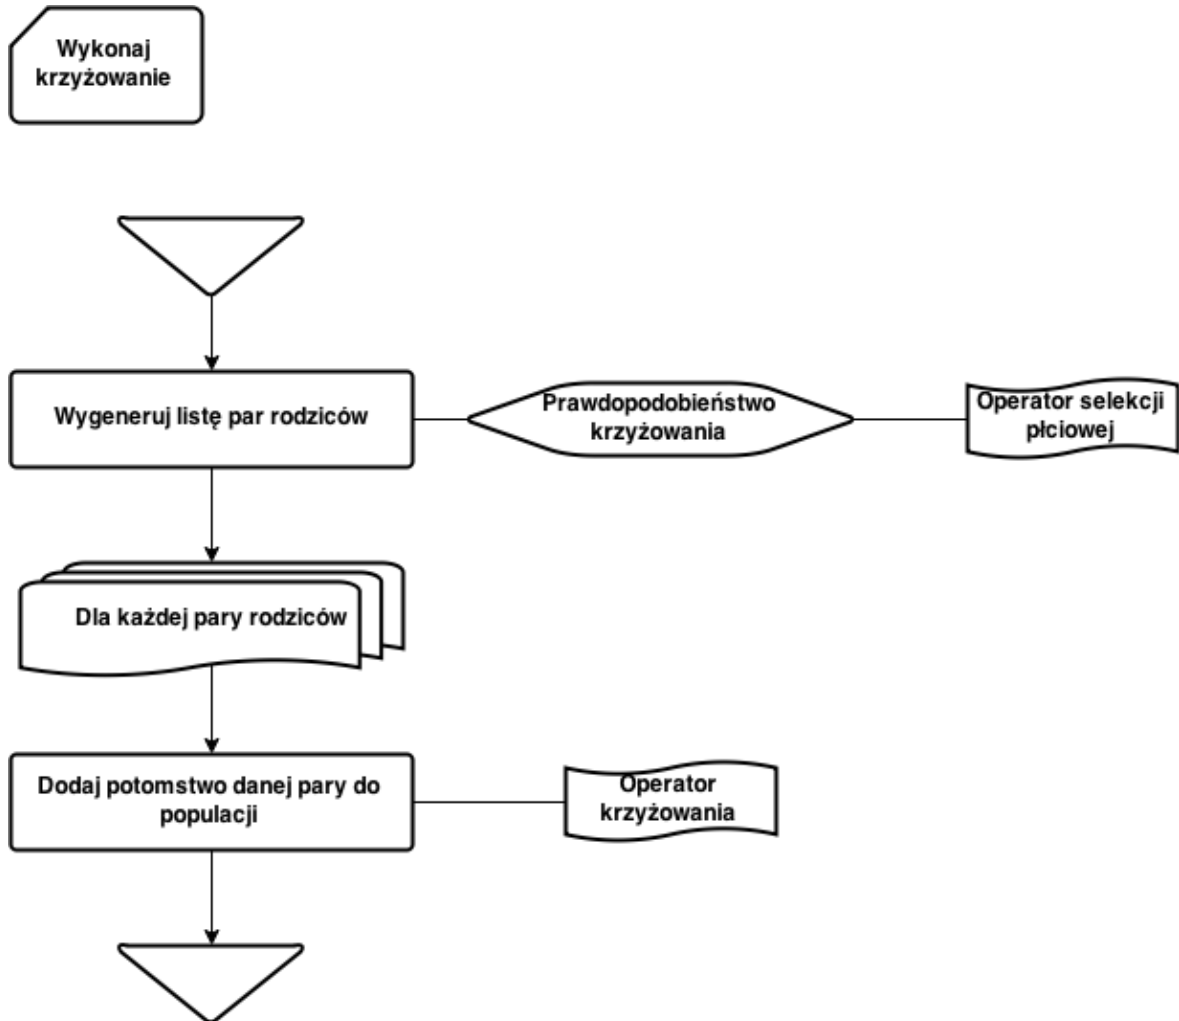 Wykonaj
krzyżowanie
Wygeneruj listę par rodziców
Prawdopodobieństwo
krzyżowania
Operator selekcji
płciowej
Dla każdej pary rodziców
Dodaj potomstwo danej pary do
populacji
Operator
krzyżowania